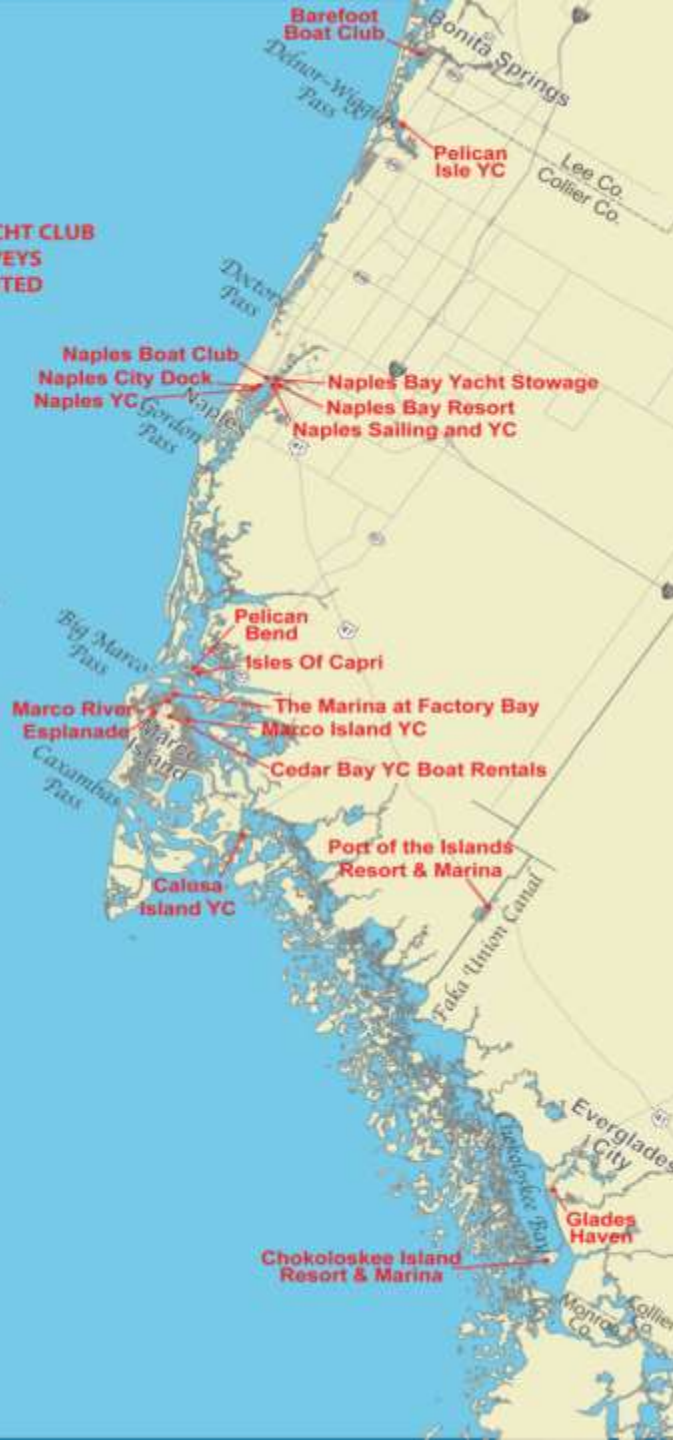 Barefoot
Boat Club
Bonita Springs
Delnor-Wiggins
Pass
Pelican
Isle YC
Lee Co.
Collier Co.
CHT CLUB
VEYS
TED
Doctors
Pass
Naples Boat Club
Naples City Dock
Naples YC
Naples Bay Yacht Stowage
Naples Bay Resort
Naples Sailing and YC
Naples
Gordon
Pass
41
Pelican
Bend
41
Isles Of Capri
Big Marco
Pass
The Marina at Factory Bay
Marco River
Esplanade
Marco Island YC
Marco
Island
Cedar Bay YC Boat Rentals
Caxambas
Pass
Port of the Islands
Resort & Marina
Calusa
Island YC
Faka Union Canal
Everglades
City
41
Chokoloskee Bay
Glades
Haven
Chokoloskee Island
Resort & Marina
Monroe
Co.
Collier
Co.